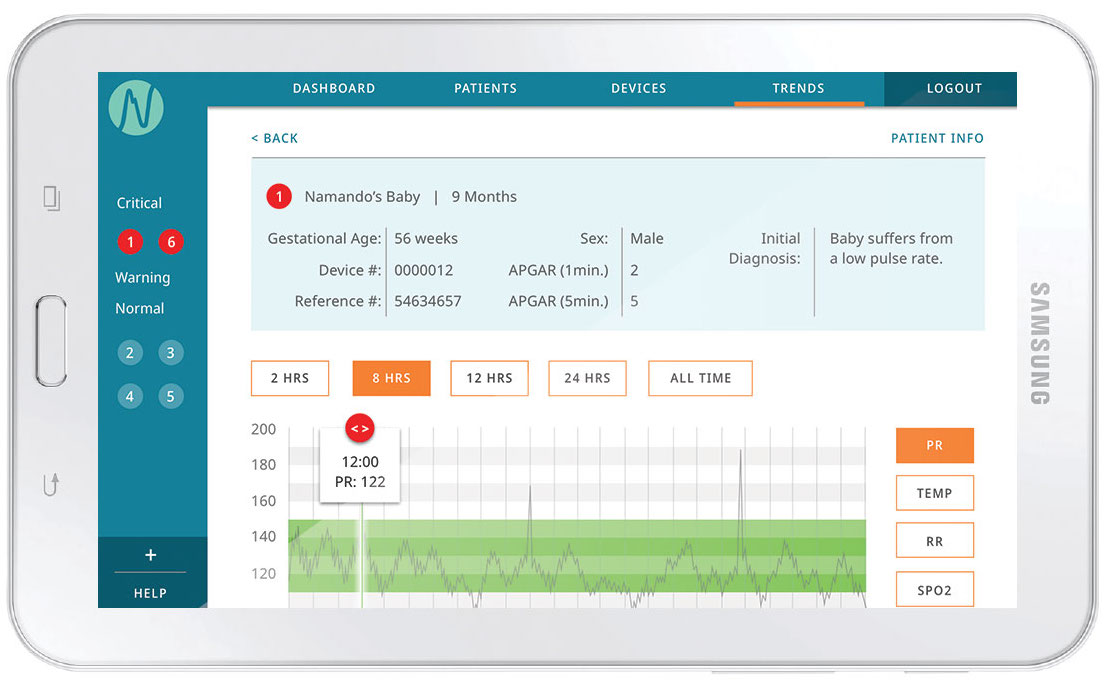 DASHBOARD PATIENTS DEVICES TRENDS LOGOUT
< BACK PATIENT INFO
Critical
1 6
Warning
Normal
2 3
4 5
+
HELP
1 Namando's Baby | 9 Months
Gestational Age: 56 weeks
Device #: 0000012
Reference #: 54634657
Sex: Male
APGAR (1min.) 2
APGAR (5min.) 5
Initial Diagnosis: Baby suffers from
a low pulse rate.
2 HRS 8 HRS 12 HRS 24 HRS ALL TIME
200
180
160
140
120
< >
12:00
PR: 122
PR
TEMP
RR
SPO2
SAMSUNG